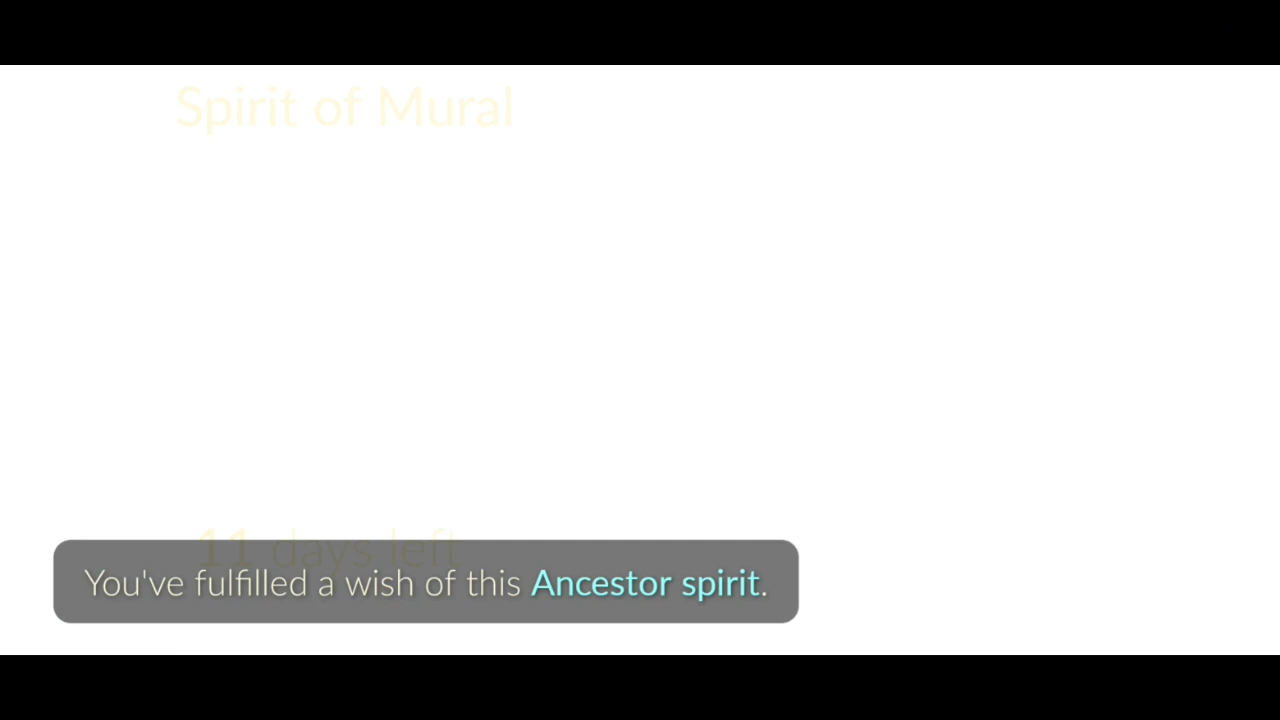 Spirit of Mural
11 days left
You've fulfilled a wish of this Ancestor spirit.